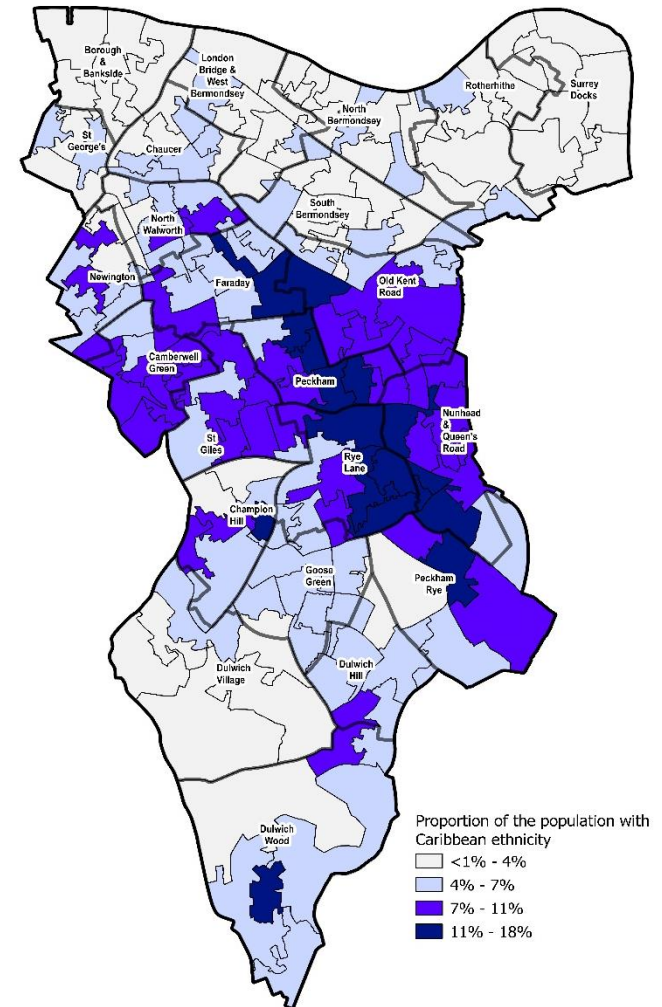 Borough
&
Bankside
London
Bridge &
West
Bermondsey
Rotherhithe
Surrey
Docks
North
Bermondsey
St
George's
Chaucer
South
Bermondsey
North
Walworth
Newington
Faraday
Old Kent
Road
Camberwell
Green
Peckham
Nunhead
&
Queen's
Road
St
Giles
Rye
Lane
Champion
Hill
Goose
Green
Peckham
Rye
Dulwich
Village
Dulwich
Hill
Dulwich
Wood
Proportion of the population with
Caribbean ethnicity
<1% - 4%
4% - 7%
7% - 11%
11% - 18%